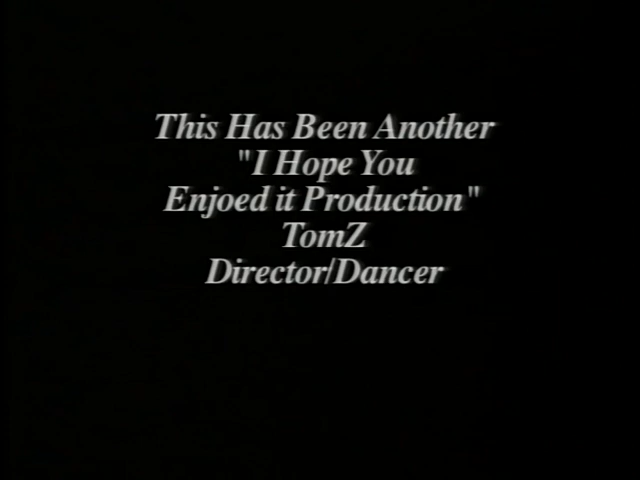 This Has Been Another
"I Hope You
Enjoed it Production"
TomZ
Director/Dancer